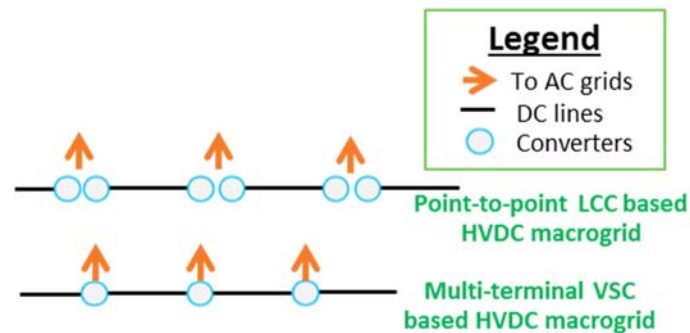 Legend
To AC grids
DC lines
Converters
Point-to-point LCC based
HVDC macrogrid
Multi-terminal VSC
based HVDC macrogrid